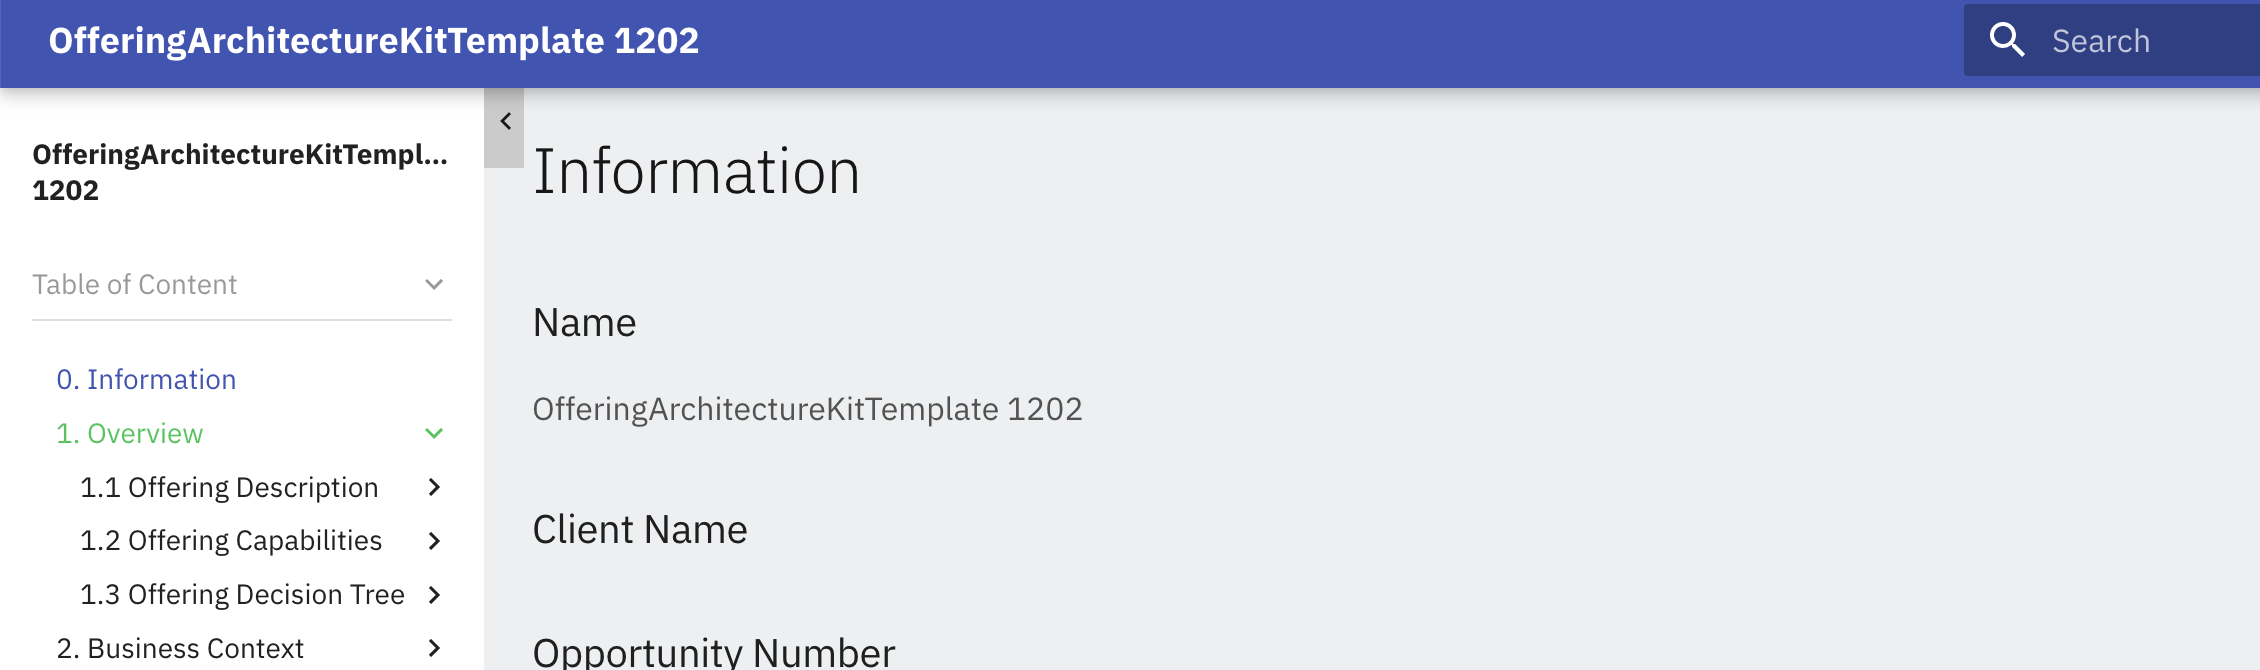 OfferingArchitectureKitTemplate 1202
Search
OfferingArchitectureKitTempl...
1202
Table of Content
0. Information
1. Overview
1.1 Offering Description
1.2 Offering Capabilities
1.3 Offering Decision Tree
2. Business Context
Information
Name
OfferingArchitectureKitTemplate 1202
Client Name
Opportunity Number